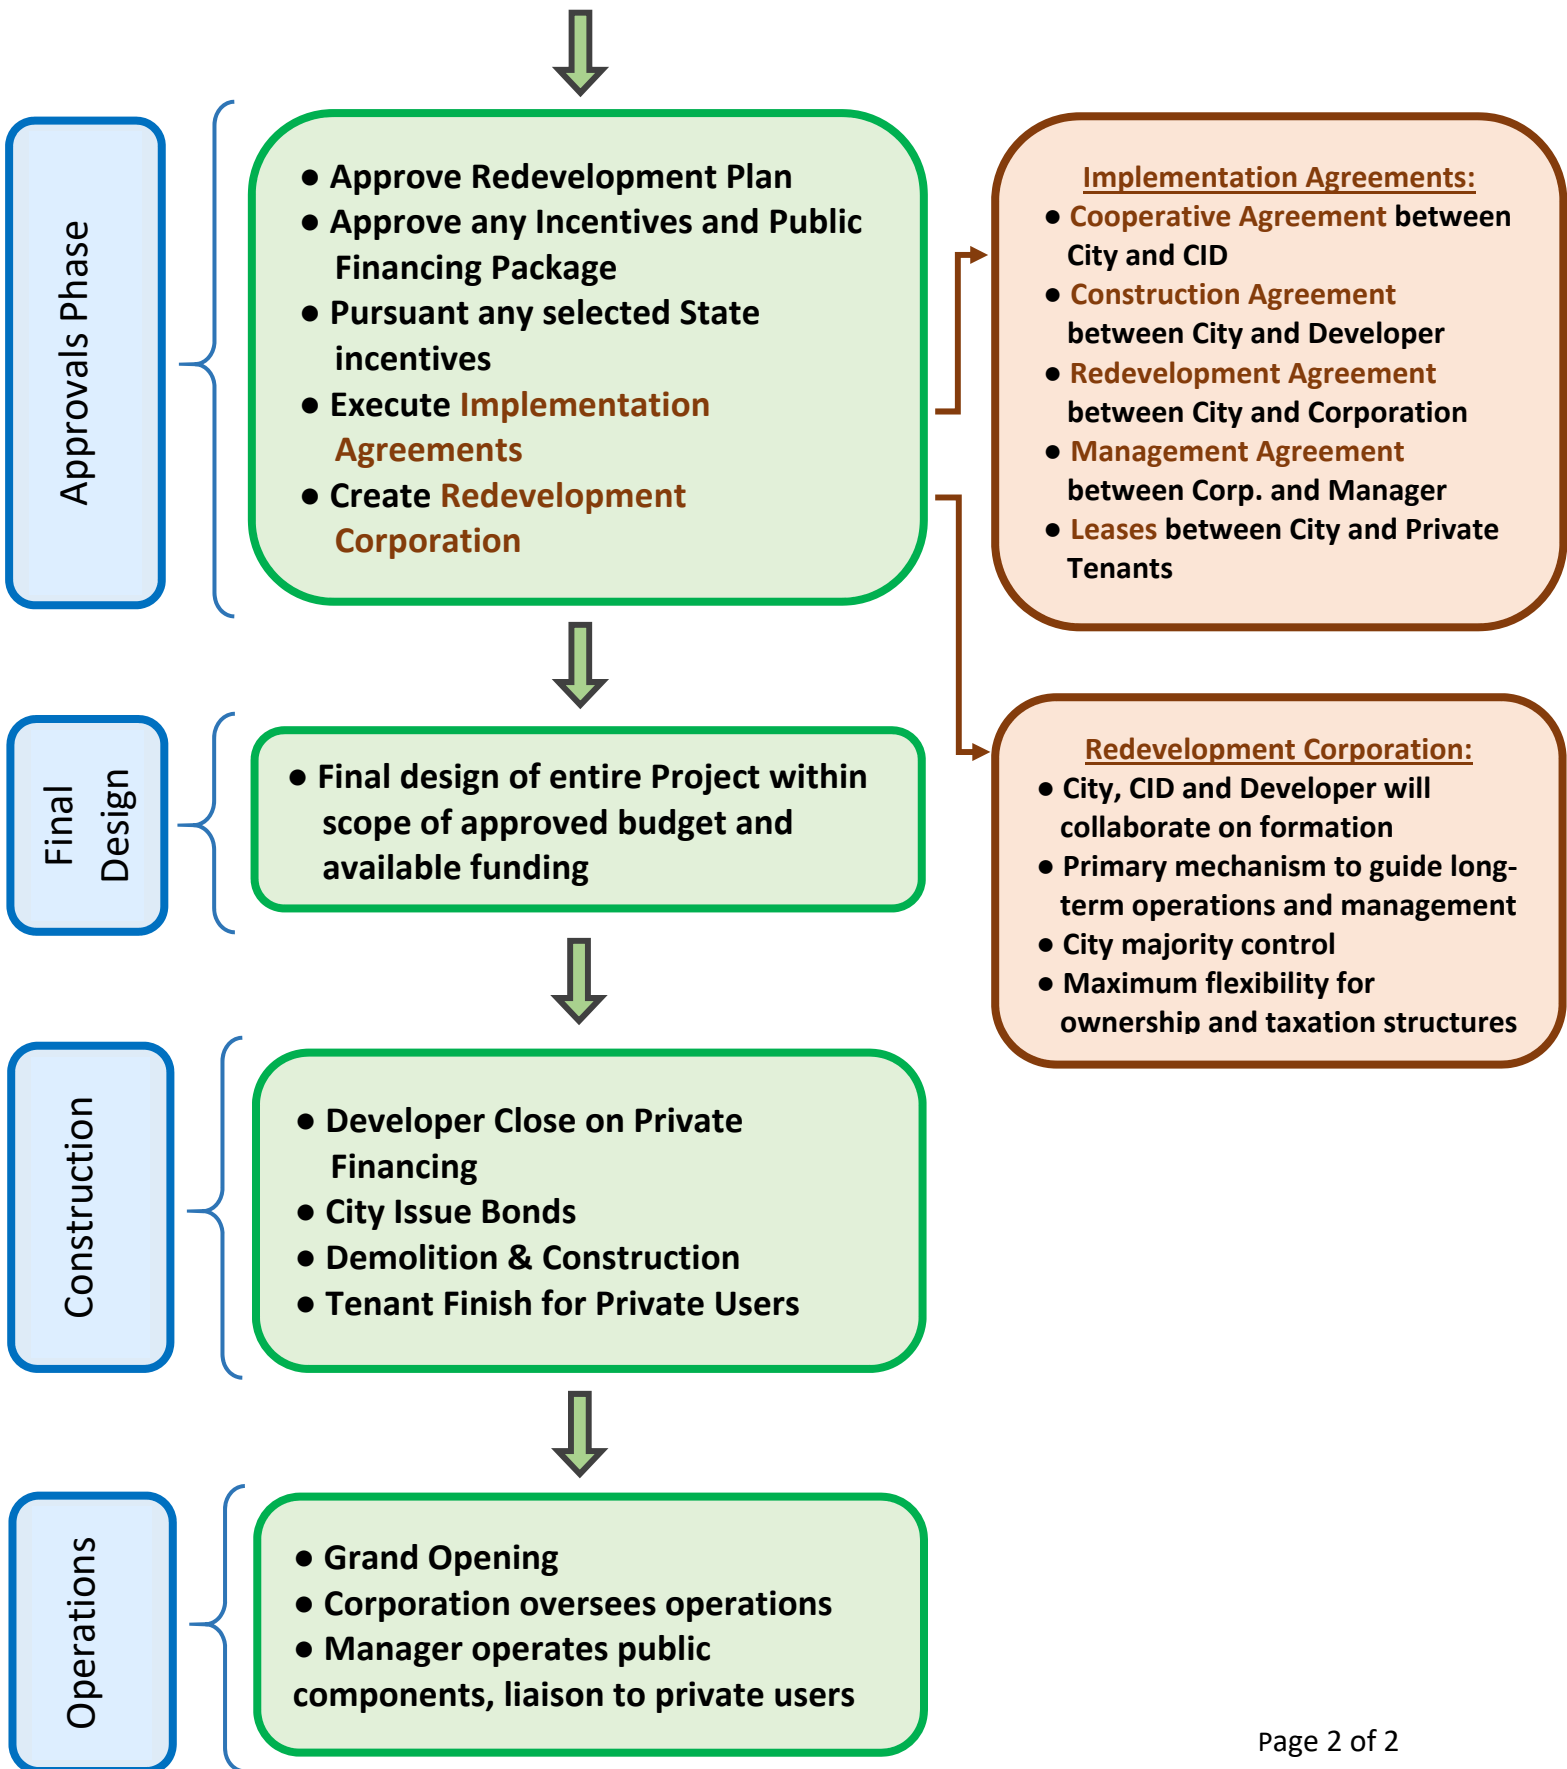 Approvals Phase
● Approve Redevelopment Plan
● Approve any Incentives and Public
Financing Package
● Pursuant any selected State
incentives
● Execute Implementation
Agreements
● Create Redevelopment
Corporation
Implementation Agreements:
● Cooperative Agreement between
City and CID
● Construction Agreement
between City and Developer
● Redevelopment Agreement
between City and Corporation
● Management Agreement
between Corp. and Manager
● Leases between City and Private
Tenants
Final
Design
● Final design of entire Project within
scope of approved budget and
available funding
Redevelopment Corporation:
● City, CID and Developer will
collaborate on formation
● Primary mechanism to guide long-
term operations and management
● City majority control
● Maximum flexibility for
ownership and taxation structures
Construction
● Developer Close on Private
Financing
● City Issue Bonds
● Demolition & Construction
● Tenant Finish for Private Users
Operations
● Grand Opening
● Corporation oversees operations
● Manager operates public
components, liaison to private users
Page 2 of 2